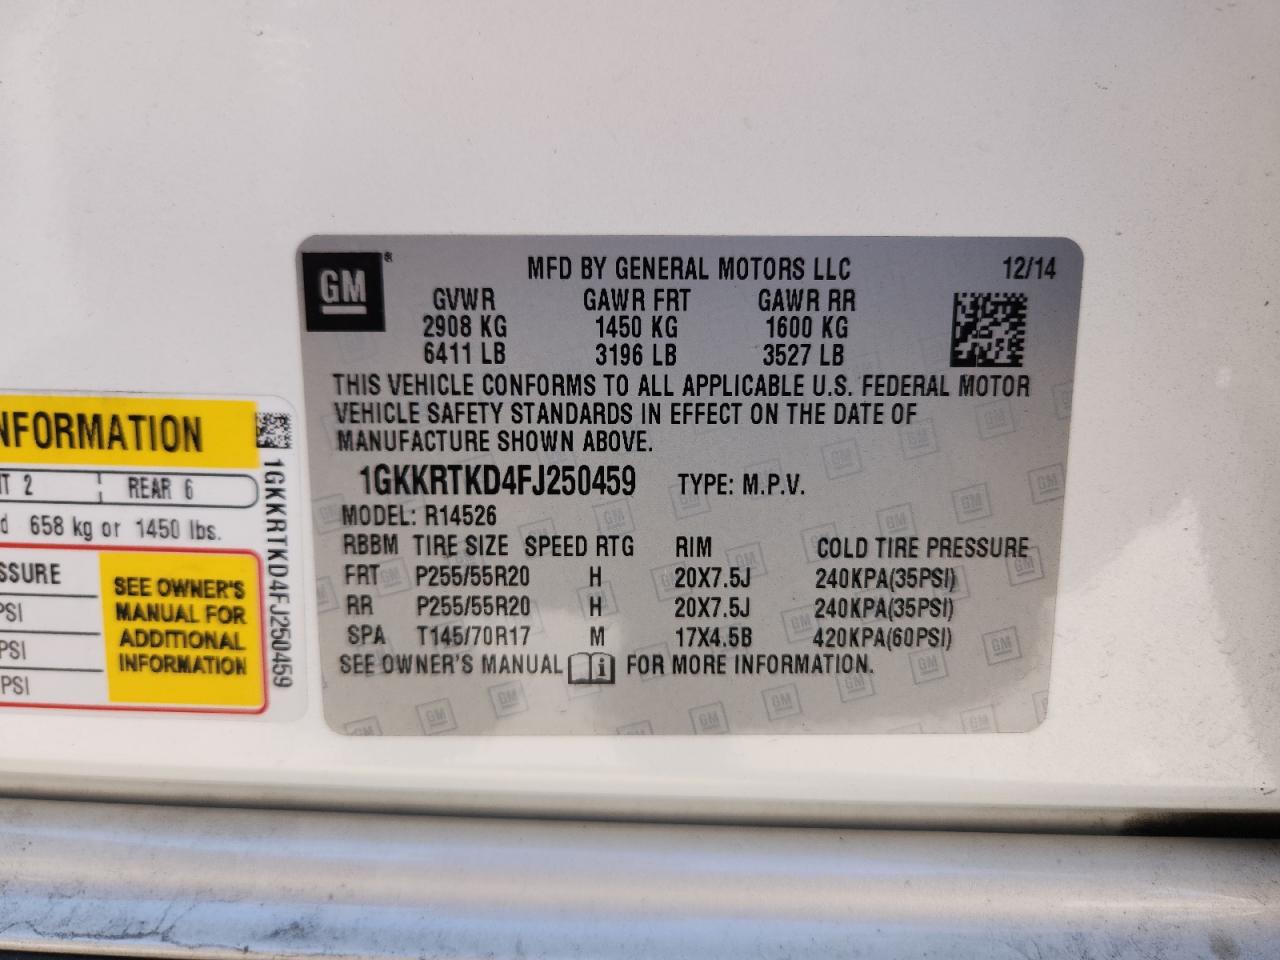 GM ®
MFD BY GENERAL MOTORS LLC 12/14
GVWR GAWR FRT GAWR RR
2908 KG 1450 KG 1600 KG
6411 LB 3196 LB 3527 LB
THIS VEHICLE CONFORMS TO ALL APPLICABLE U.S. FEDERAL MOTOR
VEHICLE SAFETY STANDARDS IN EFFECT ON THE DATE OF
MANUFACTURE SHOWN ABOVE.
1GKKRTKD4FJ250459 TYPE: M.P.V.
MODEL: R14526
RBBM TIRE SIZE SPEED RTG RIM COLD TIRE PRESSURE
FRT P255/55R20 H 20X7.5J 240KPA(35PSI)
RR P255/55R20 H 20X7.5J 240KPA(35PSI)
SPA T145/70R17 M 17X4.5B 420KPA(60PSI)
SEE OWNER'S MANUAL FOR MORE INFORMATION.
NFORMATION
NT 2 REAR 6
d 658 kg or 1450 lbs.
SSURE
PSI
PSI
PSI
SEE OWNER'S
MANUAL FOR
ADDITIONAL
INFORMATION
1GKKRTKD4FJ250459